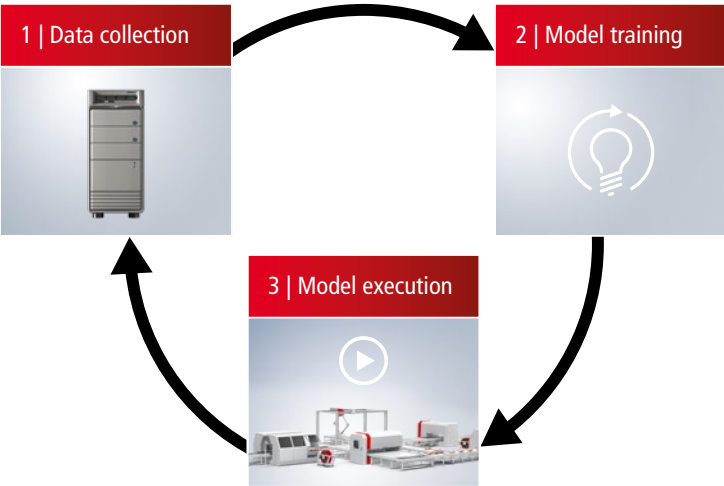 1 | Data collection
2 | Model training
3 | Model execution